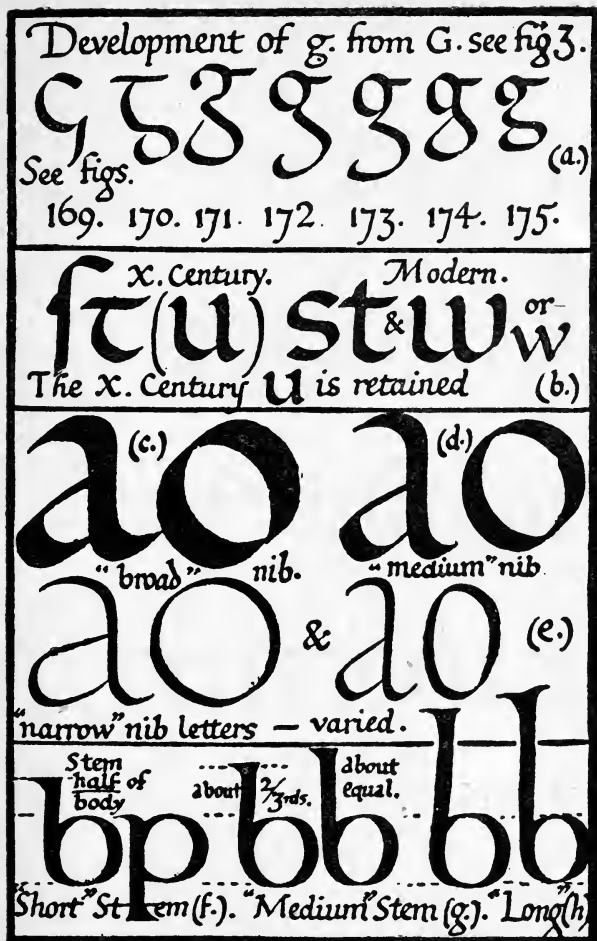 Development of g. from G. see fig 3.
G ɢ Ʒ g g g g
(a.)
See figs.
169. 170. 171. 172. 173. 174. 175.
X. Century. Modern.
ſt (u) st & w or w
The X. Century u is retained (b.)
ao (c.) ao (d.)
"broad" nib. "medium" nib
ao & ao (e.)
"narrow" nib letters — varied.
Stem half of body about 2/3rds. about equal.
bp bb bb
"Short" Stem (f.). "Medium" Stem (g.). "Long" (h)